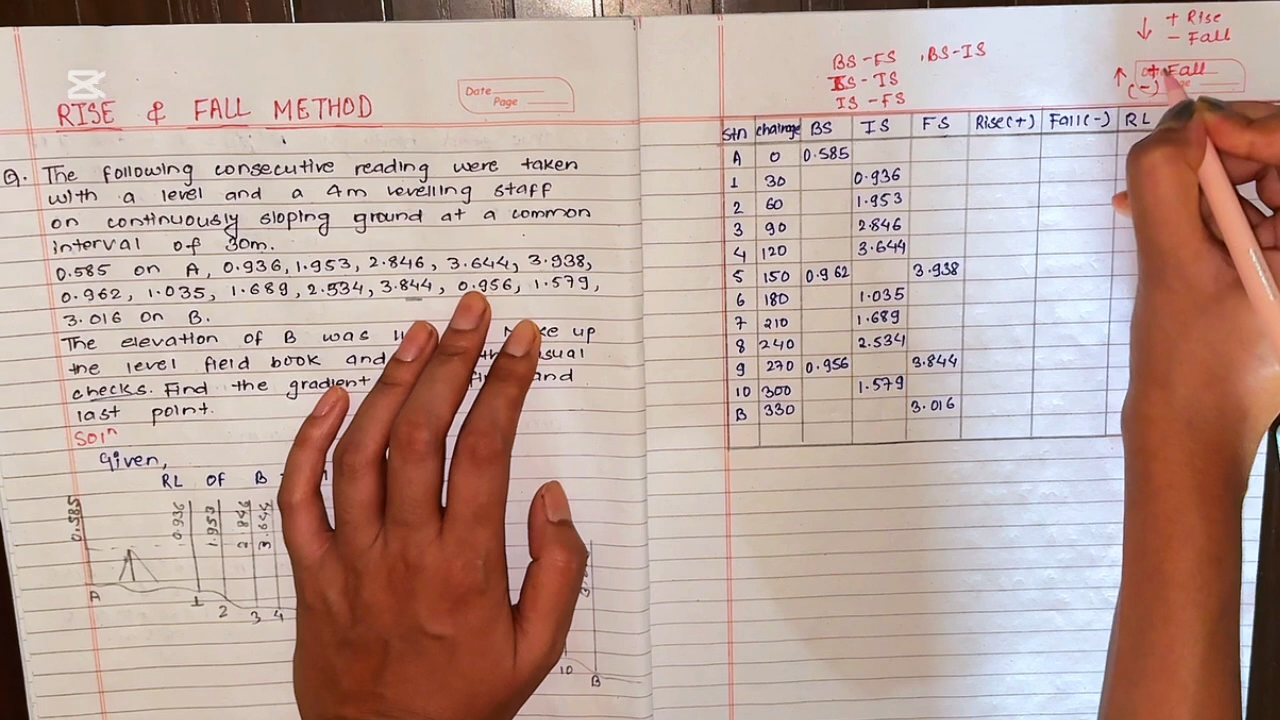 RISE & FALL METHOD
Date
Page
Q. The following consecutive reading were taken
with a level and a 4m levelling staff
on continuously sloping ground at a common
interval of 30m.
0.585 on A, 0.936, 1.953, 2.846, 3.644, 3.938,
0.962, 1.035, 1.689, 2.534, 3.844, 0.956, 1.579,
3.016 on B.
The elevation of B was up
the level field book and
checks. Find the gradient and
last point.
Solⁿ
Given,
RL OF B
0.585 0.936 1.953 2.846 3.644
A 1 2 3 4 10 B
↓ + Rise
- Fall
BS - FS , BS - IS
IS - IS
IS - FS
↑ + Fall
(-)
Stn chainage BS IS FS Rise(+) Fall(-) RL
A 0 0.585
1 30 0.936
2 60 1.953
3 90 2.846
4 120 3.644
5 150 0.962 3.938
6 180 1.035
7 210 1.689
8 240 2.534
9 270 0.956 3.844
10 300 1.579
B 330 3.016